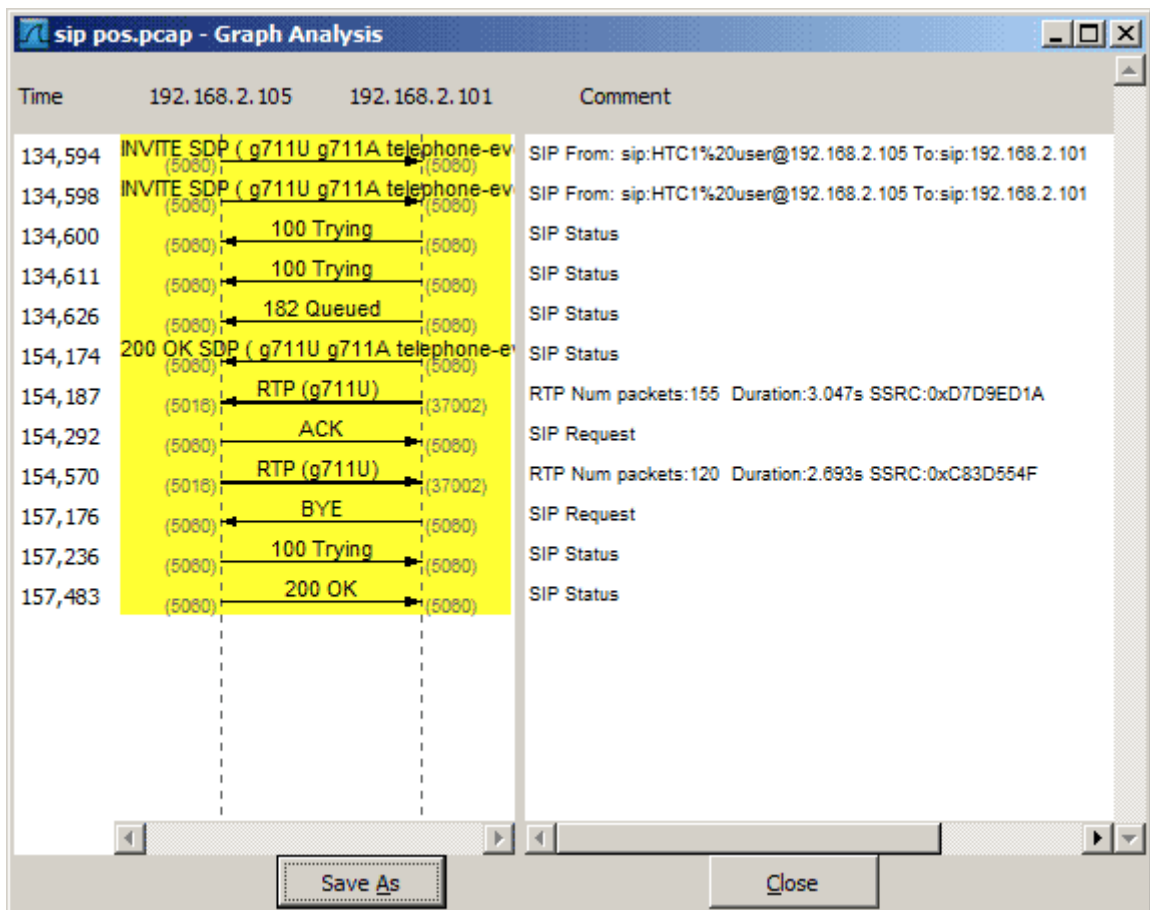 sip pos.pcap - Graph Analysis
Time 192.168.2.105 192.168.2.101 Comment
134,594 INVITE SDP ( g711U g711A telephone-ev (5060) (5060) SIP From: sip:HTC1%20user@192.168.2.105 To:sip:192.168.2.101
134,598 INVITE SDP ( g711U g711A telephone-ev (5060) (5060) SIP From: sip:HTC1%20user@192.168.2.105 To:sip:192.168.2.101
134,600 100 Trying (5060) (5060) SIP Status
134,611 100 Trying (5060) (5060) SIP Status
134,626 182 Queued (5060) (5060) SIP Status
154,174 200 OK SDP ( g711U g711A telephone-e (5060) (5060) SIP Status
154,187 RTP (g711U) (5016) (37002) RTP Num packets:155 Duration:3.047s SSRC:0xD7D9ED1A
154,292 ACK (5060) (5060) SIP Request
154,570 RTP (g711U) (5016) (37002) RTP Num packets:120 Duration:2.693s SSRC:0xC83D554F
157,176 BYE (5060) (5060) SIP Request
157,236 100 Trying (5060) (5060) SIP Status
157,483 200 OK (5060) (5060) SIP Status
Save As Close